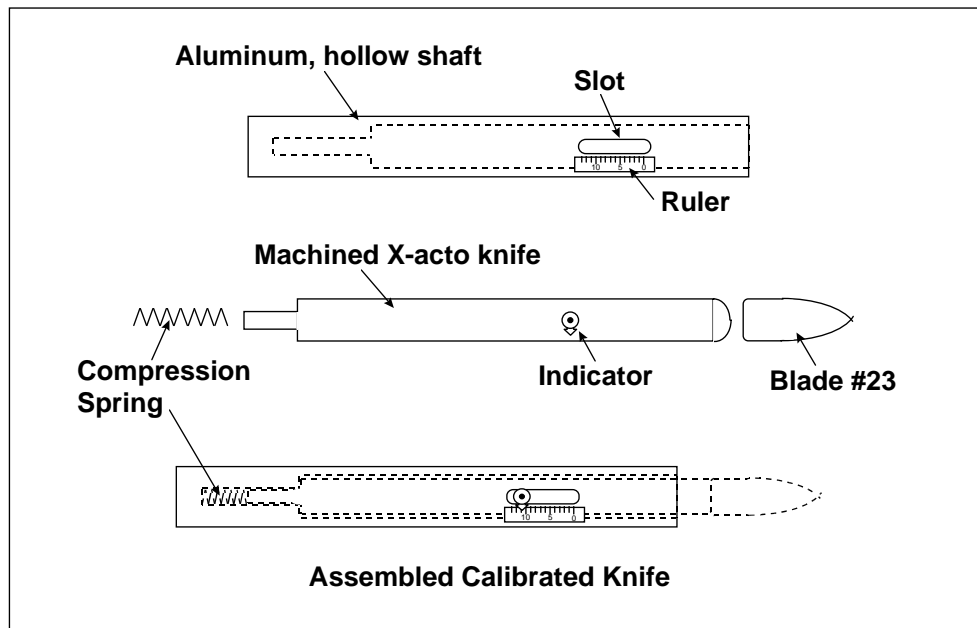 Aluminum, hollow shaft
Slot
10 5 0
Ruler
Machined X-acto knife
Compression
Spring
Indicator
Blade #23
10 5 0
Assembled Calibrated Knife